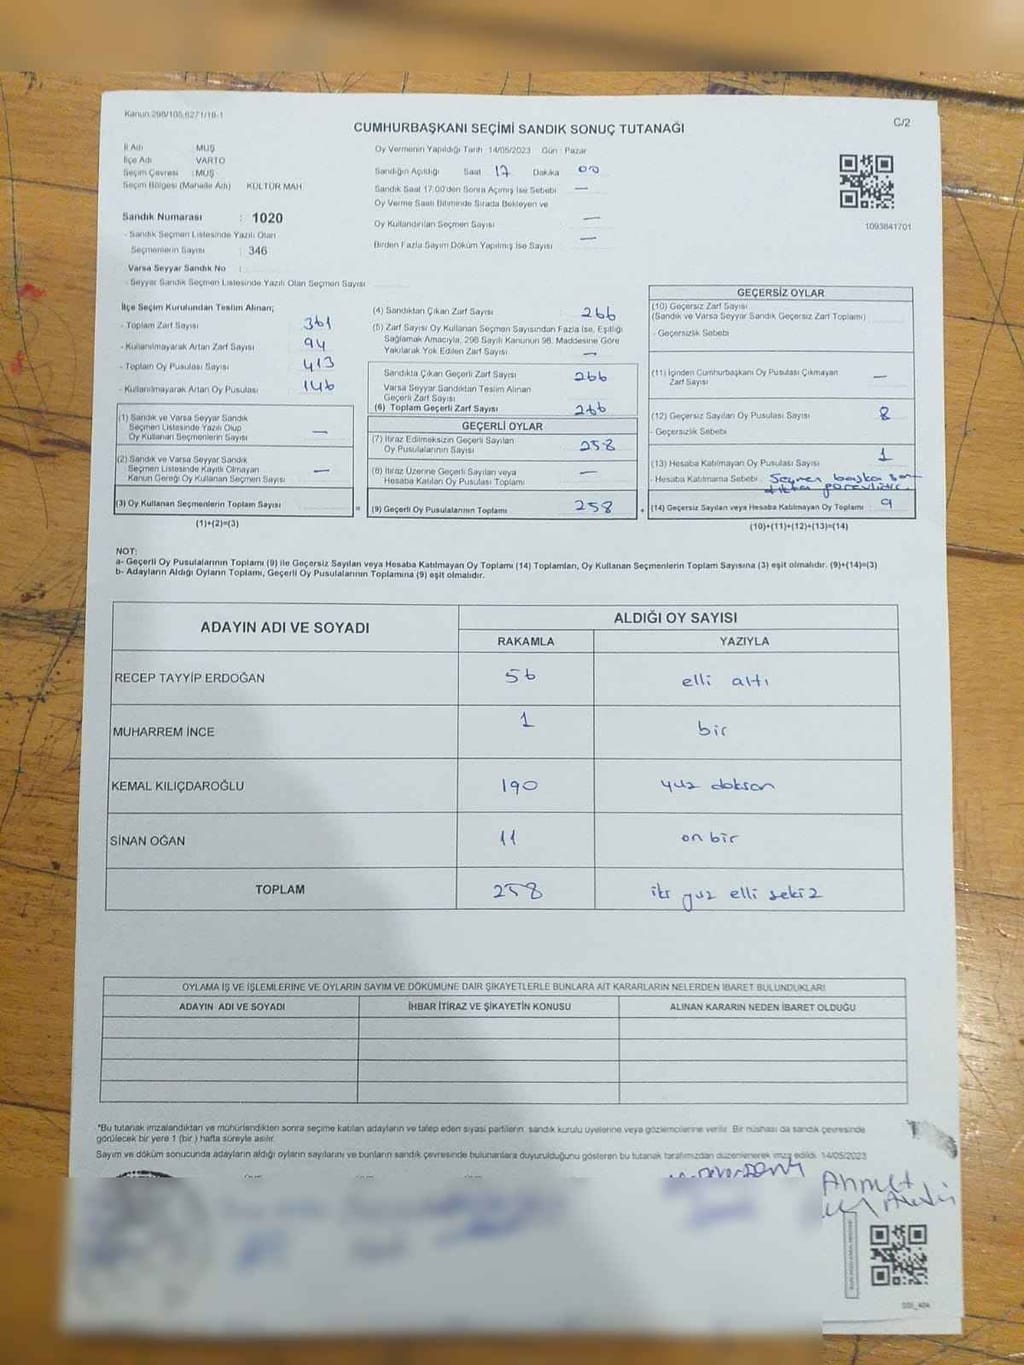 Kanun:298/105,6271/18-1
C/2
CUMHURBAŞKANI SEÇİMİ SANDIK SONUÇ TUTANAĞI
İl Adı : MUŞ
İlçe Adı : VARTO
Seçim Çevresi : MUŞ
Seçim Bölgesi (Mahalle Adı) KÜLTÜR MAH.
Sandık Numarası : 1020
- Sandık Seçmen Listesinde Yazılı Olan
Seçmenlerin Sayısı : 346
Varsa Seyyar Sandık No :
- Seyyar Sandık Seçmen Listesinde Yazılı Olan Seçmen Sayısı
Oy Vermenin Yapıldığı Tarih : 14/05/2023 Gün : Pazar
Sandığın Açıldığı Saat 17 Dakika 00
Sandık Saat 17:00'den Sonra Açmış İse Sebebi —
Oy Verme Saati Bitiminde Sırada Bekleyen ve
Oy Kullandırılan Seçmen Sayısı —
Birden Fazla Sayım Döküm Yapılmış İse Sayısı —
1093841701
İlçe Seçim Kurulundan Teslim Alınan;
- Toplam Zarf Sayısı 361
- Kullanılmayarak Artan Zarf Sayısı 94
- Toplam Oy Pusulası Sayısı 413
- Kullanılmayarak Artan Oy Pusulası 146
(1) Sandık ve Varsa Seyyar Sandık
Seçmen Listesinde Yazılı Olup
Oy Kullanan Seçmenlerin Sayısı —
(2) Sandık ve Varsa Seyyar Sandık
Seçmen Listesinde Kayıtlı Olmayan
Kanun Gereği Oy Kullanan Seçmen Sayısı —
(3) Oy Kullanan Seçmenlerin Toplam Sayısı
(1)+(2)=(3)
(4) Sandıktan Çıkan Zarf Sayısı 266
(5) Zarf Sayısı Oy Kullanan Seçmen Sayısından Fazla İse, Eşitliği
Sağlamak Amacıyla, 298 Sayılı Kanunun 98. Maddesine Göre
Yakılarak Yok Edilen Zarf Sayısı —
Sandıkta Çıkan Geçerli Zarf Sayısı 266
Varsa Seyyar Sandıktan Teslim Alınan
Geçerli Zarf Sayısı
(6) Toplam Geçerli Zarf Sayısı 266
GEÇERLİ OYLAR
(7) İtiraz Edilmeksizin Geçerli Sayılan
Oy Pusulalarının Sayısı 258
(8) İtiraz Üzerine Geçerli Sayılan veya
Hesaba Katılan Oy Pusulası Toplamı —
= (9) Geçerli Oy Pusulalarının Toplamı 258 +
GEÇERSİZ OYLAR
(10) Geçersiz Zarf Sayısı
(Sandık ve Varsa Seyyar Sandık Geçersiz Zarf Toplamı)
- Geçersizlik Sebebi
(11) İçinden Cumhurbaşkanı Oy Pusulası Çıkmayan
Zarf Sayısı —
(12) Geçersiz Sayılan Oy Pusulası Sayısı 8
- Geçersizlik Sebebi
(13) Hesaba Katılmayan Oy Pusulası Sayısı 1
- Hesaba Katılmama Sebebi Seçmen başka san
dıkta görevlidir.
(14) Geçersiz Sayılan veya Hesaba Katılmayan Oy Toplamı 9
(10)+(11)+(12)+(13)=(14)
NOT:
a- Geçerli Oy Pusulalarının Toplamı (9) ile Geçersiz Sayılan veya Hesaba Katılmayan Oy Toplamı (14) Toplamları, Oy Kullanan Seçmenlerin Toplam Sayısına (3) eşit olmalıdır. (9)+(14)=(3)
b- Adayların Aldığı Oyların Toplamı, Geçerli Oy Pusulalarının Toplamına (9) eşit olmalıdır.
ADAYIN ADI VE SOYADI ALDIĞI OY SAYISI
RAKAMLA YAZIYLA
RECEP TAYYİP ERDOĞAN 56 elli altı
MUHARREM İNCE 1 bir
KEMAL KILIÇDAROĞLU 190 yüz doksan
SİNAN OĞAN 11 on bir
TOPLAM 258 iki yuz elli sekiz
OYLAMA İŞ VE İŞLEMLERİNE VE OYLARIN SAYIM VE DÖKÜMÜNE DAİR ŞİKAYETLERLE BUNLARA AİT KARARLARIN NELERDEN İBARET BULUNDUKLARI
ADAYIN ADI VE SOYADI İHBAR İTİRAZ VE ŞİKAYETİN KONUSU ALINAN KARARIN NEDEN İBARET OLDUĞU
*Bu tutanak imzalandıktan ve mühürlendikten sonra seçime katılan adayların ve talep eden siyasi partilerin, sandık kurulu üyelerine veya gözlemcilerine verilir. Bir nüshası da sandık çevresinde
görülecek bir yere 1 (bir ) hafta süreyle asılır.
Sayım ve döküm sonucunda adayların aldığı oyların sayılarını ve bunların sandık çevresinde bulunanlara duyurulduğunu gösteren bu tutanak tarafımızdan düzenlenerek imza edildi. 14/05/2023
Ahmet